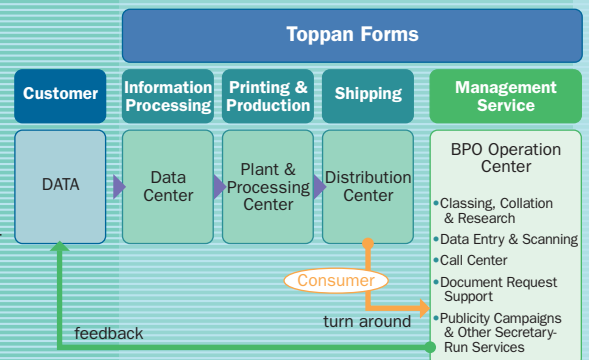 Toppan Forms
Customer
Information
Processing
Printing &
Production
Shipping
Management
Service
DATA
Data
Center
Plant &
Processing
Center
Distribution
Center
BPO Operation
Center
•Classing, Collation
& Research
•Data Entry & Scanning
•Call Center
•Document Request
Support
•Publicity Campaigns
& Other Secretary-
Run Services
Consumer
turn around
feedback